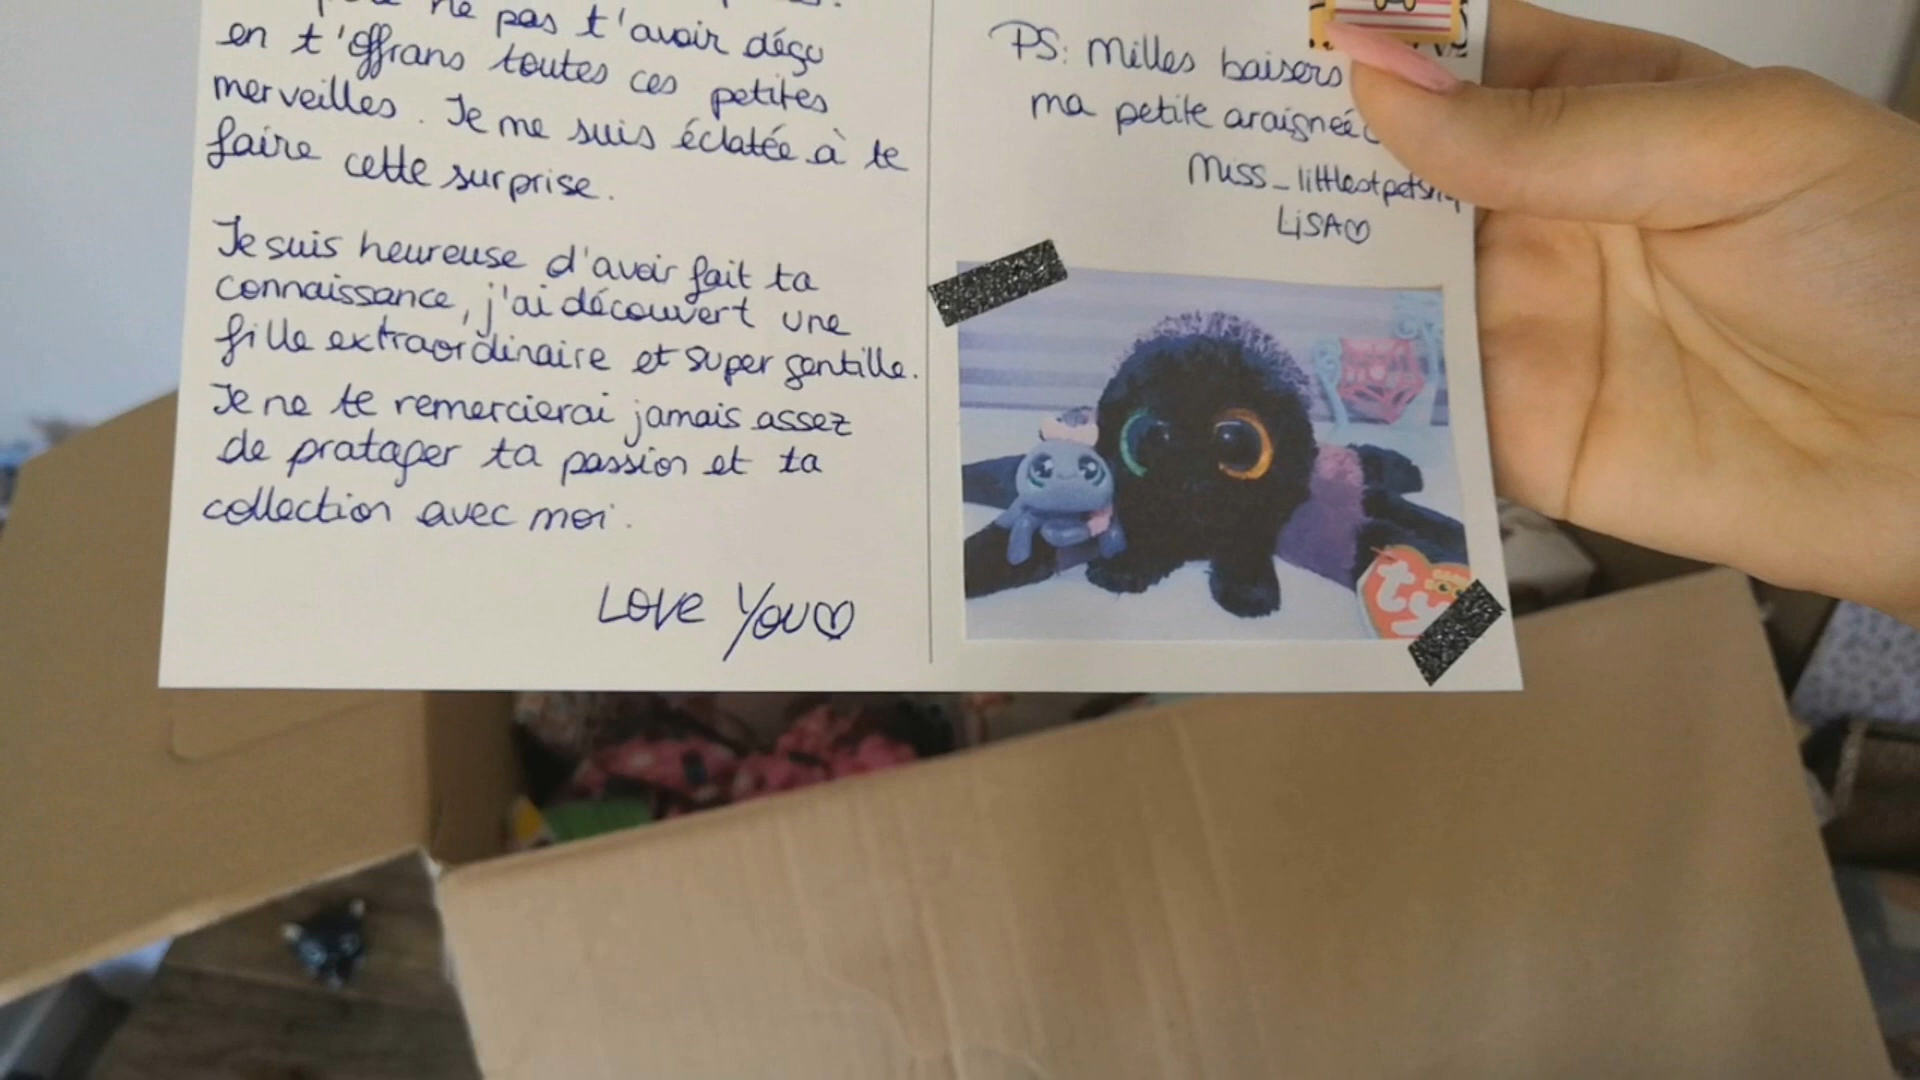 ne pas t'avoir déçu
en t'offrans toutes ces petites
merveilles. Je me suis éclatée à te
faire cette surprise.
Je suis heureuse d'avoir fait ta
connaissance, j'ai découvert une
fille extraordinaire et super gentille.
Je ne te remercierai jamais assez
de pratager ta passion et ta
collection avec moi.
Love You
PS: Milles baisers
ma petite araigneé
LISA
ty